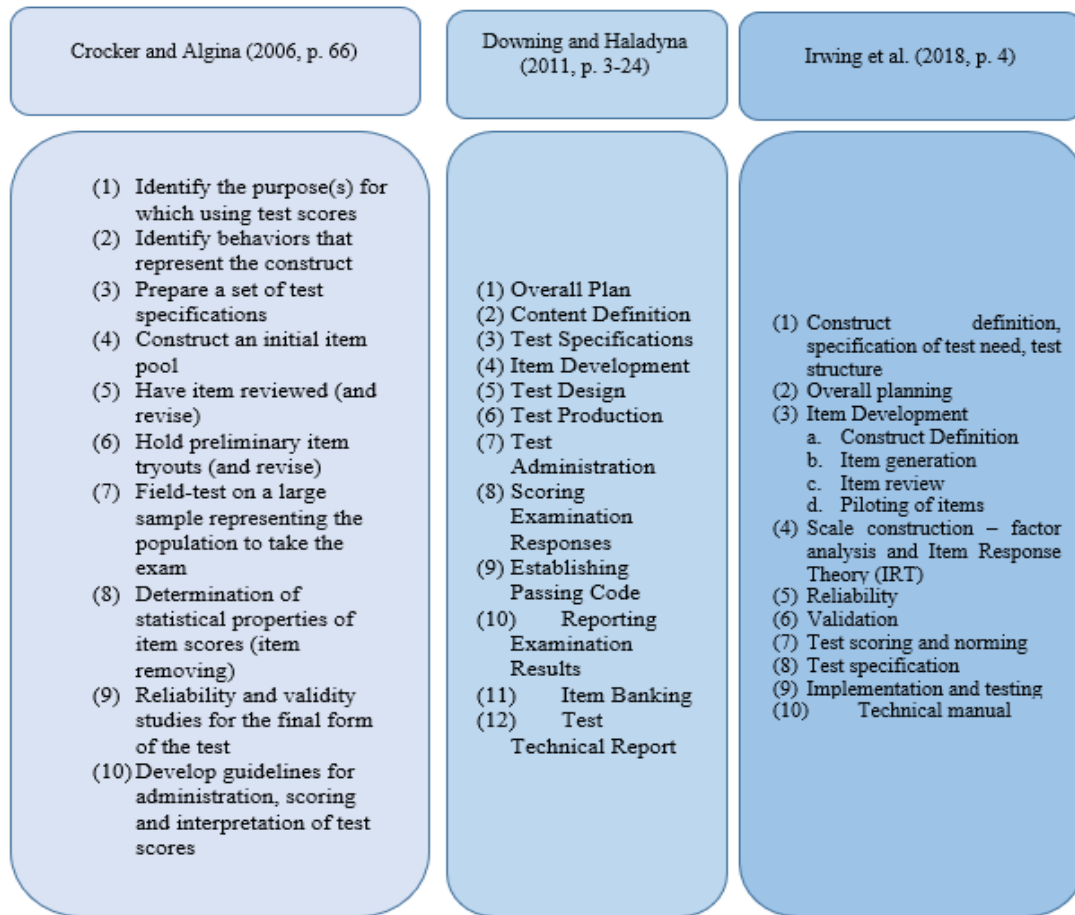 Crocker and Algina (2006, p. 66)
(1) Identify the purpose(s) for
which using test scores
(2) Identify behaviors that
represent the construct
(3) Prepare a set of test
specifications
(4) Construct an initial item
pool
(5) Have item reviewed (and
revise)
(6) Hold preliminary item
tryouts (and revise)
(7) Field-test on a large
sample representing the
population to take the
exam
(8) Determination of
statistical properties of
item scores (item
removing)
(9) Reliability and validity
studies for the final form
of the test
(10) Develop guidelines for
administration, scoring
and interpretation of test
scores
Downing and Haladyna
(2011, p. 3-24)
(1) Overall Plan
(2) Content Definition
(3) Test Specifications
(4) Item Development
(5) Test Design
(6) Test Production
(7) Test
Administration
(8) Scoring
Examination
Responses
(9) Establishing
Passing Code
(10) Reporting
Examination
Results
(11) Item Banking
(12) Test
Technical Report
Irwing et al. (2018, p. 4)
(1) Construct definition,
specification of test need, test
structure
(2) Overall planning
(3) Item Development
a. Construct Definition
b. Item generation
c. Item review
d. Piloting of items
(4) Scale construction – factor
analysis and Item Response
Theory (IRT)
(5) Reliability
(6) Validation
(7) Test scoring and norming
(8) Test specification
(9) Implementation and testing
(10) Technical manual